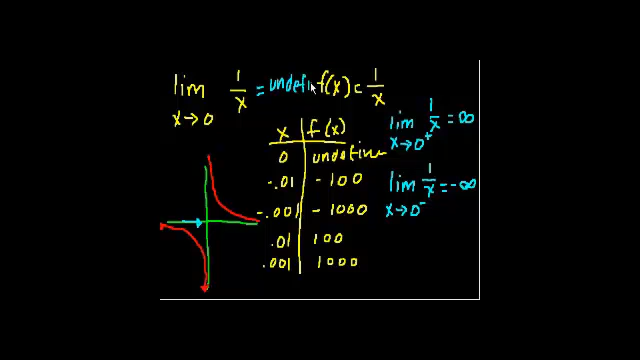 lim x→0 1/x = undefin f(x) = 1/x
x f(x)
0 undefine
-.01 -100
-.001 -1000
.01 100
.001 1000
lim x→0⁺ 1/x = ∞
lim x→0⁻ 1/x = -∞